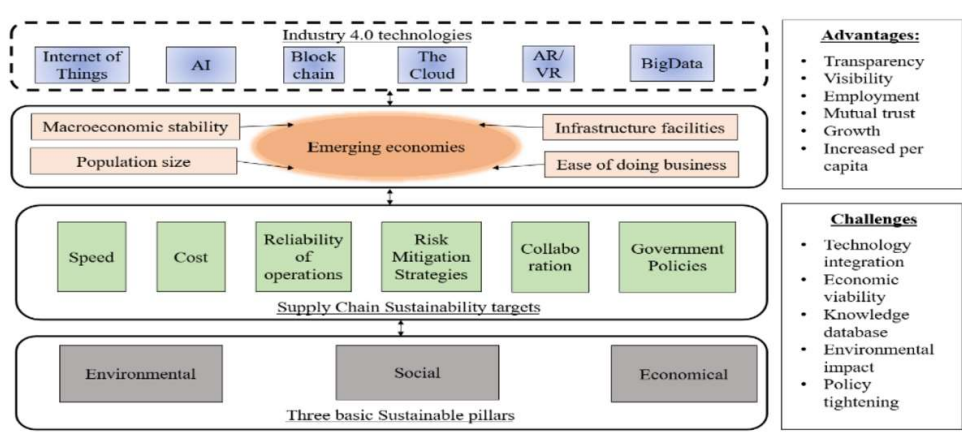 Industry 4.0 technologies
Internet of
Things
AI
Block
chain
The
Cloud
AR/
VR
BigData
Macroeconomic stability
Population size
Emerging economies
Infrastructure facilities
Ease of doing business
Speed
Cost
Reliability
of
operations
Risk
Mitigation
Strategies
Collabo
ration
Government
Policies
Supply Chain Sustainability targets
Environmental
Social
Economical
Three basic Sustainable pillars
Advantages:
• Transparency
• Visibility
• Employment
• Mutual trust
• Growth
• Increased per
capita
Challenges
• Technology
integration
• Economic
viability
• Knowledge
database
• Environmental
impact
• Policy
tightening